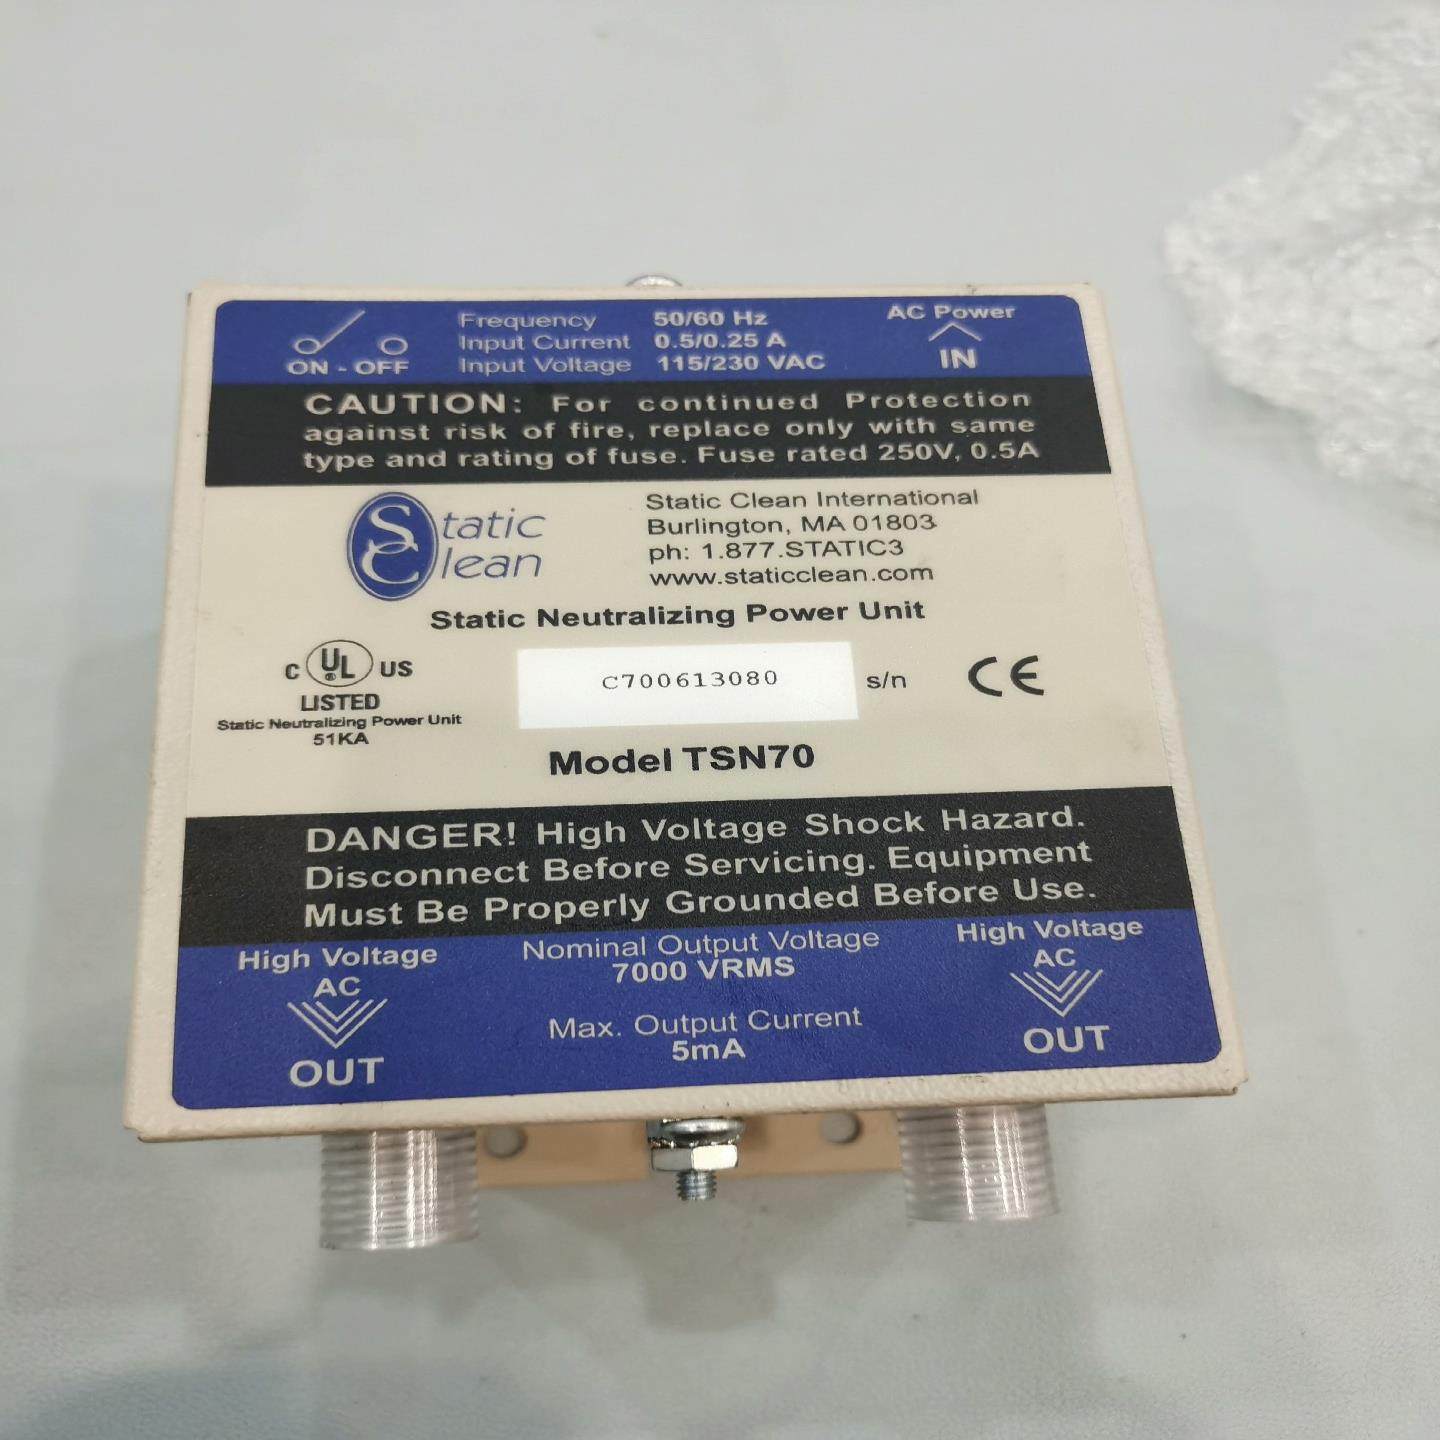 ON - OFF
Frequency 50/60 Hz
Input Current 0.5/0.25 A
Input Voltage 115/230 VAC
AC Power
IN
CAUTION: For continued Protection
against risk of fire, replace only with same
type and rating of fuse. Fuse rated 250V, 0.5A
Static
Clean
Static Clean International
Burlington, MA 01803
ph: 1.877.STATIC3
www.staticclean.com
Static Neutralizing Power Unit
C UL US
®
LISTED
Static Neutralizing Power Unit
51KA
C700613080 s/n
CE
Model TSN70
DANGER! High Voltage Shock Hazard.
Disconnect Before Servicing. Equipment
Must Be Properly Grounded Before Use.
High Voltage
AC
OUT
Nominal Output Voltage
7000 VRMS
Max. Output Current
5mA
High Voltage
AC
OUT